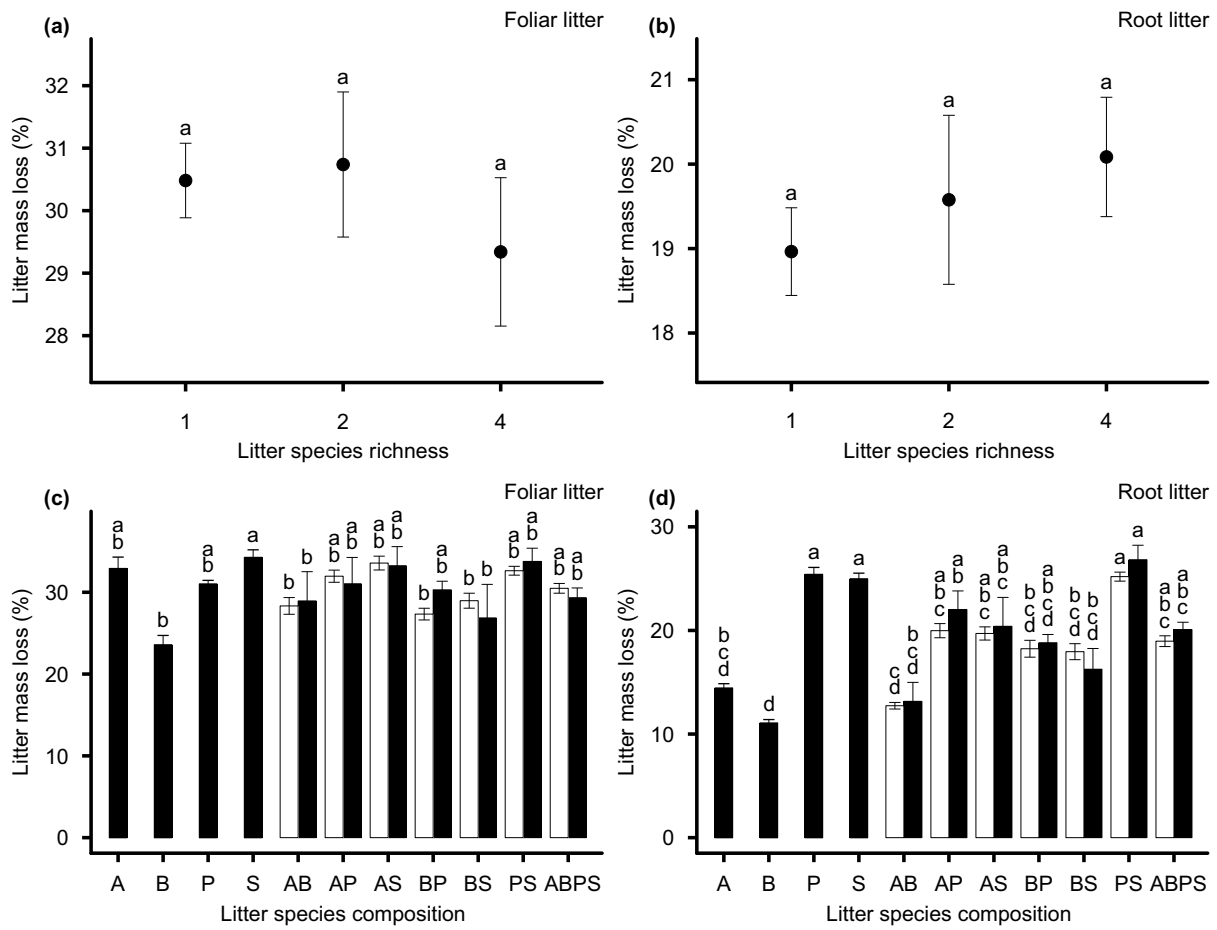 (a) Foliar litter
32
31
30
29
28
Litter mass loss (%)
a
a
a
1 2 4
Litter species richness
(b) Root litter
21
20
19
18
Litter mass loss (%)
a
a
a
1 2 4
Litter species richness
(c) Foliar litter
30
20
10
0
Litter mass loss (%)
a b
b
a b
a
b b
a b a b
a b a b
b a b
b b
a b a b
a b a b
A B P S AB AP AS BP BS PS ABPS
Litter species composition
(d) Root litter
30
20
10
0
Litter mass loss (%)
b c d
d
a
a
c d b c d
a b c a b
a b c a b c
b c d a b c d
b c d b c d
a a
a b c a b c
A B P S AB AP AS BP BS PS ABPS
Litter species composition